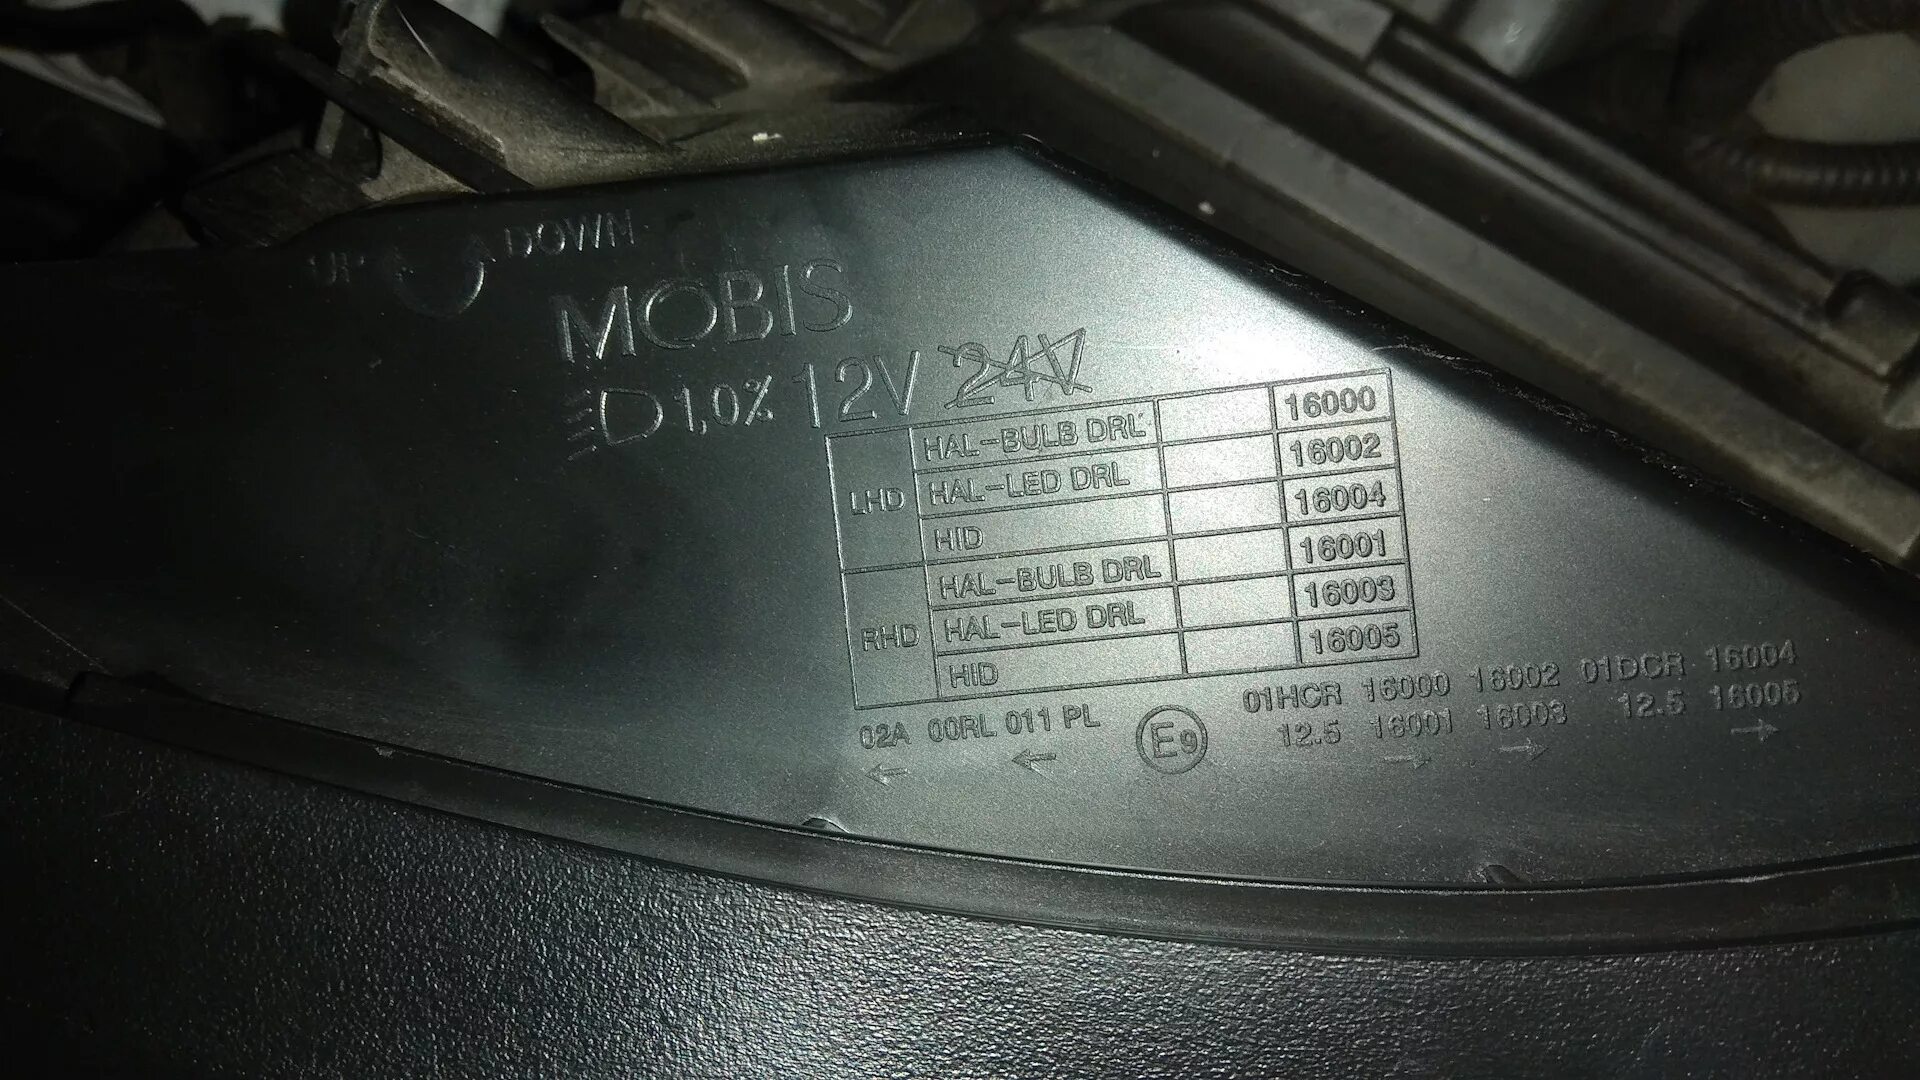 UP DOWN
MOBIS
1,0% 12V 24V
LHD HAL-BULB DRL 16000
HAL-LED DRL 16002
HID 16004
RHD HAL-BULB DRL 16001
HAL-LED DRL 16003
HID 16005
02A 00RL 011 PL E9 01HCR 16000 16002 01DCR 16004
12.5 16001 16003 12.5 16005